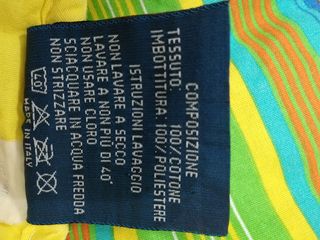 COMPOSIZIONE
TESSUTO: 100% COTONE
IMBOTTITURA: 100% POLIESTERE
ISTRUZIONI LAVAGGIO
NON LAVARE A SECCO
LAVARE A NON PIÙ DI 40°
NON USARE CLORO
SCIACQUARE IN ACQUA FREDDA
NON STRIZZARE
40°
MADE IN ITALY